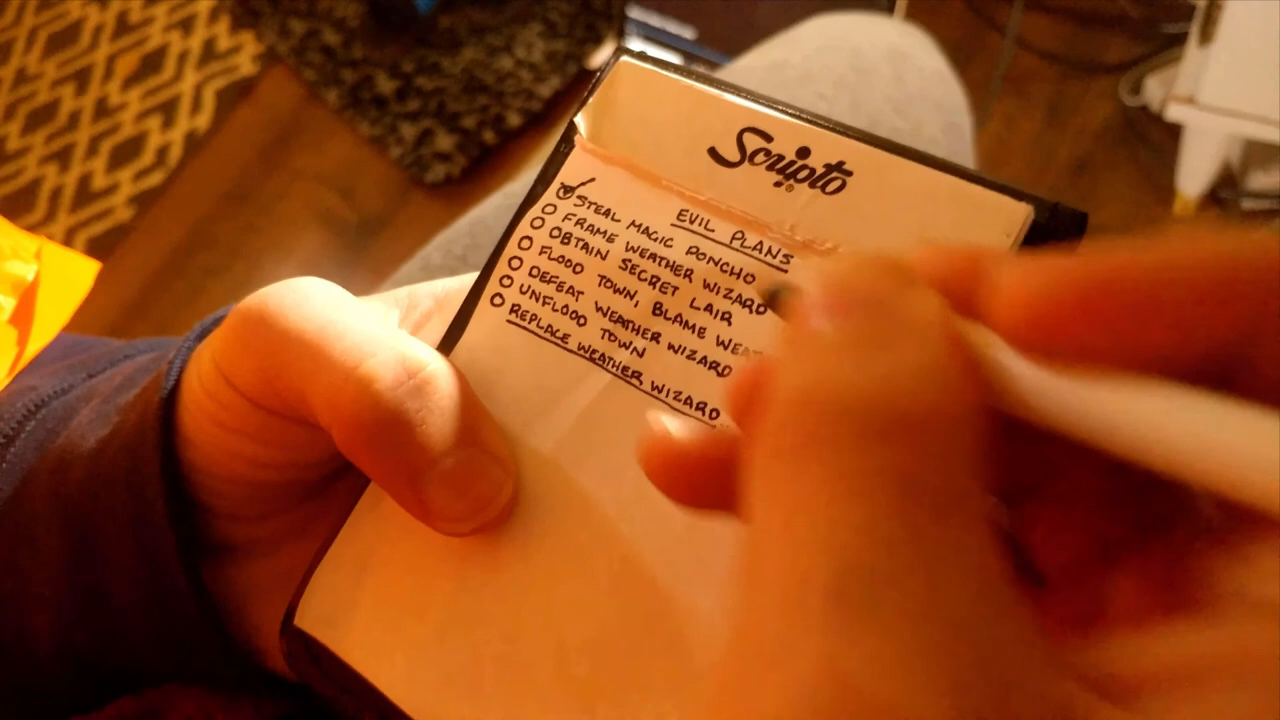 Scripto
®
EVIL PLANS
STEAL MAGIC PONCHO
FRAME WEATHER WIZARD
OBTAIN SECRET LAIR
FLOOD TOWN, BLAME WEAT
DEFEAT WEATHER WIZARD
UNFLOOD TOWN
REPLACE WEATHER WIZARD